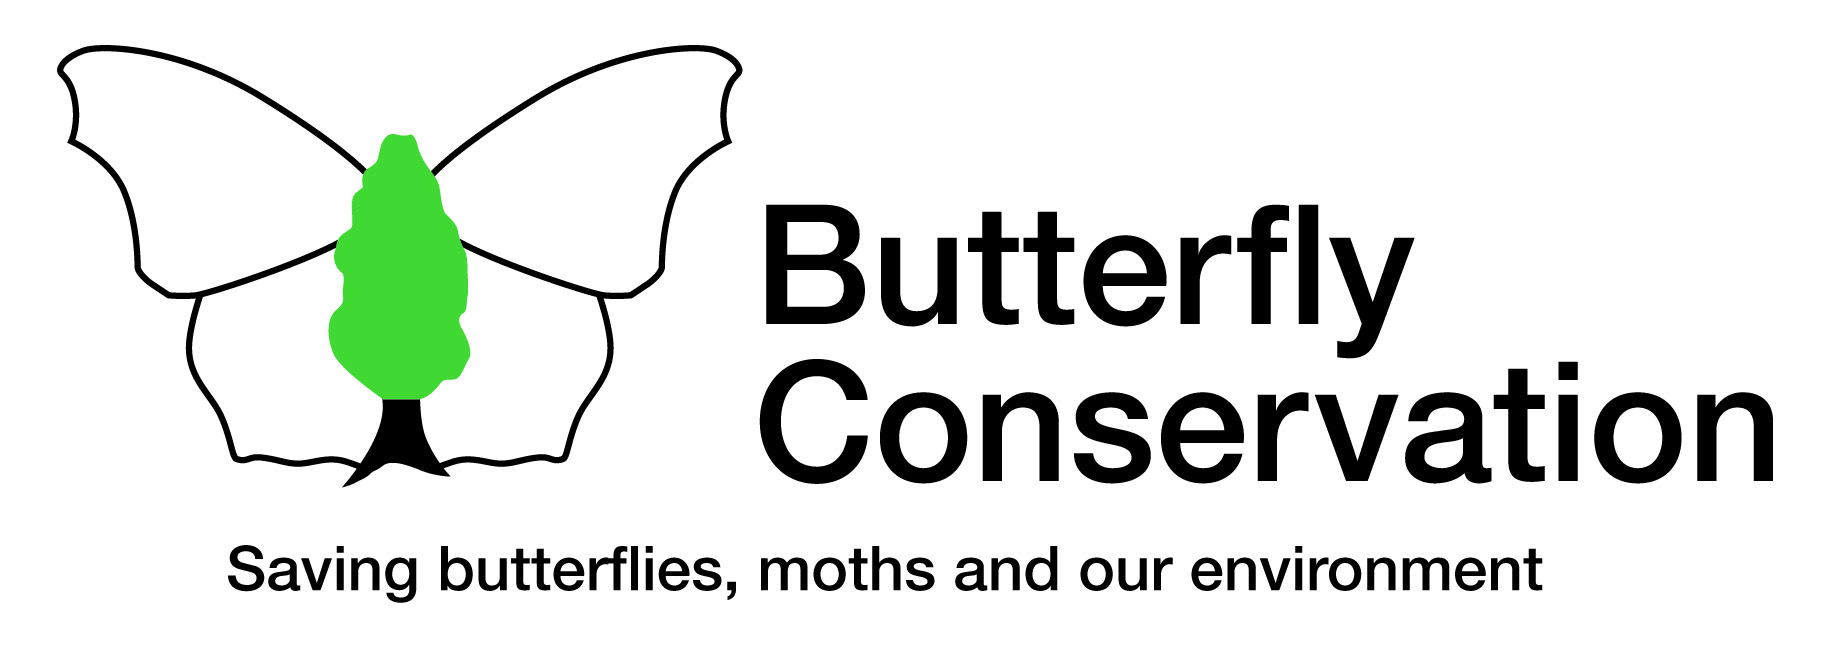 Butterfly
Conservation
Saving butterflies, moths and our environment